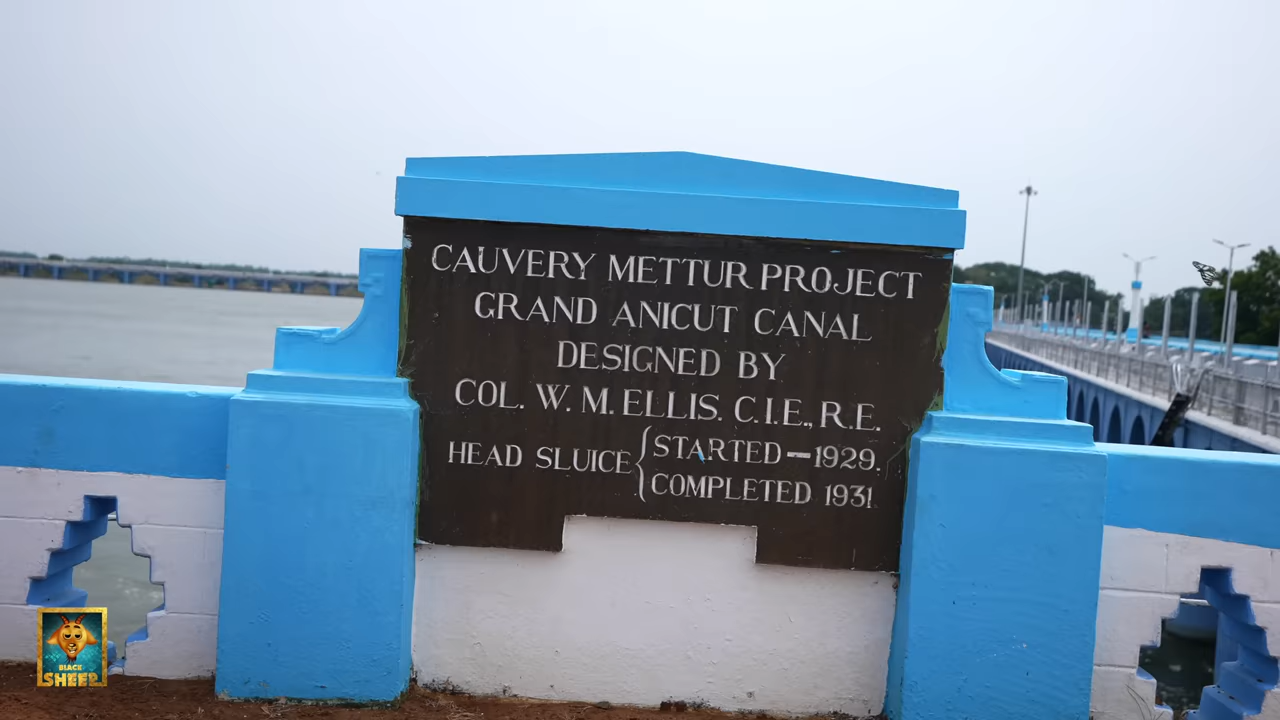 CAUVERY METTUR PROJECT
GRAND ANICUT CANAL
DESIGNED BY
COL. W. M. ELLIS. C.I.E., R.E.
HEAD SLUICE { STARTED — 1929.
COMPLETED 1931.
BLACK
SHEEP